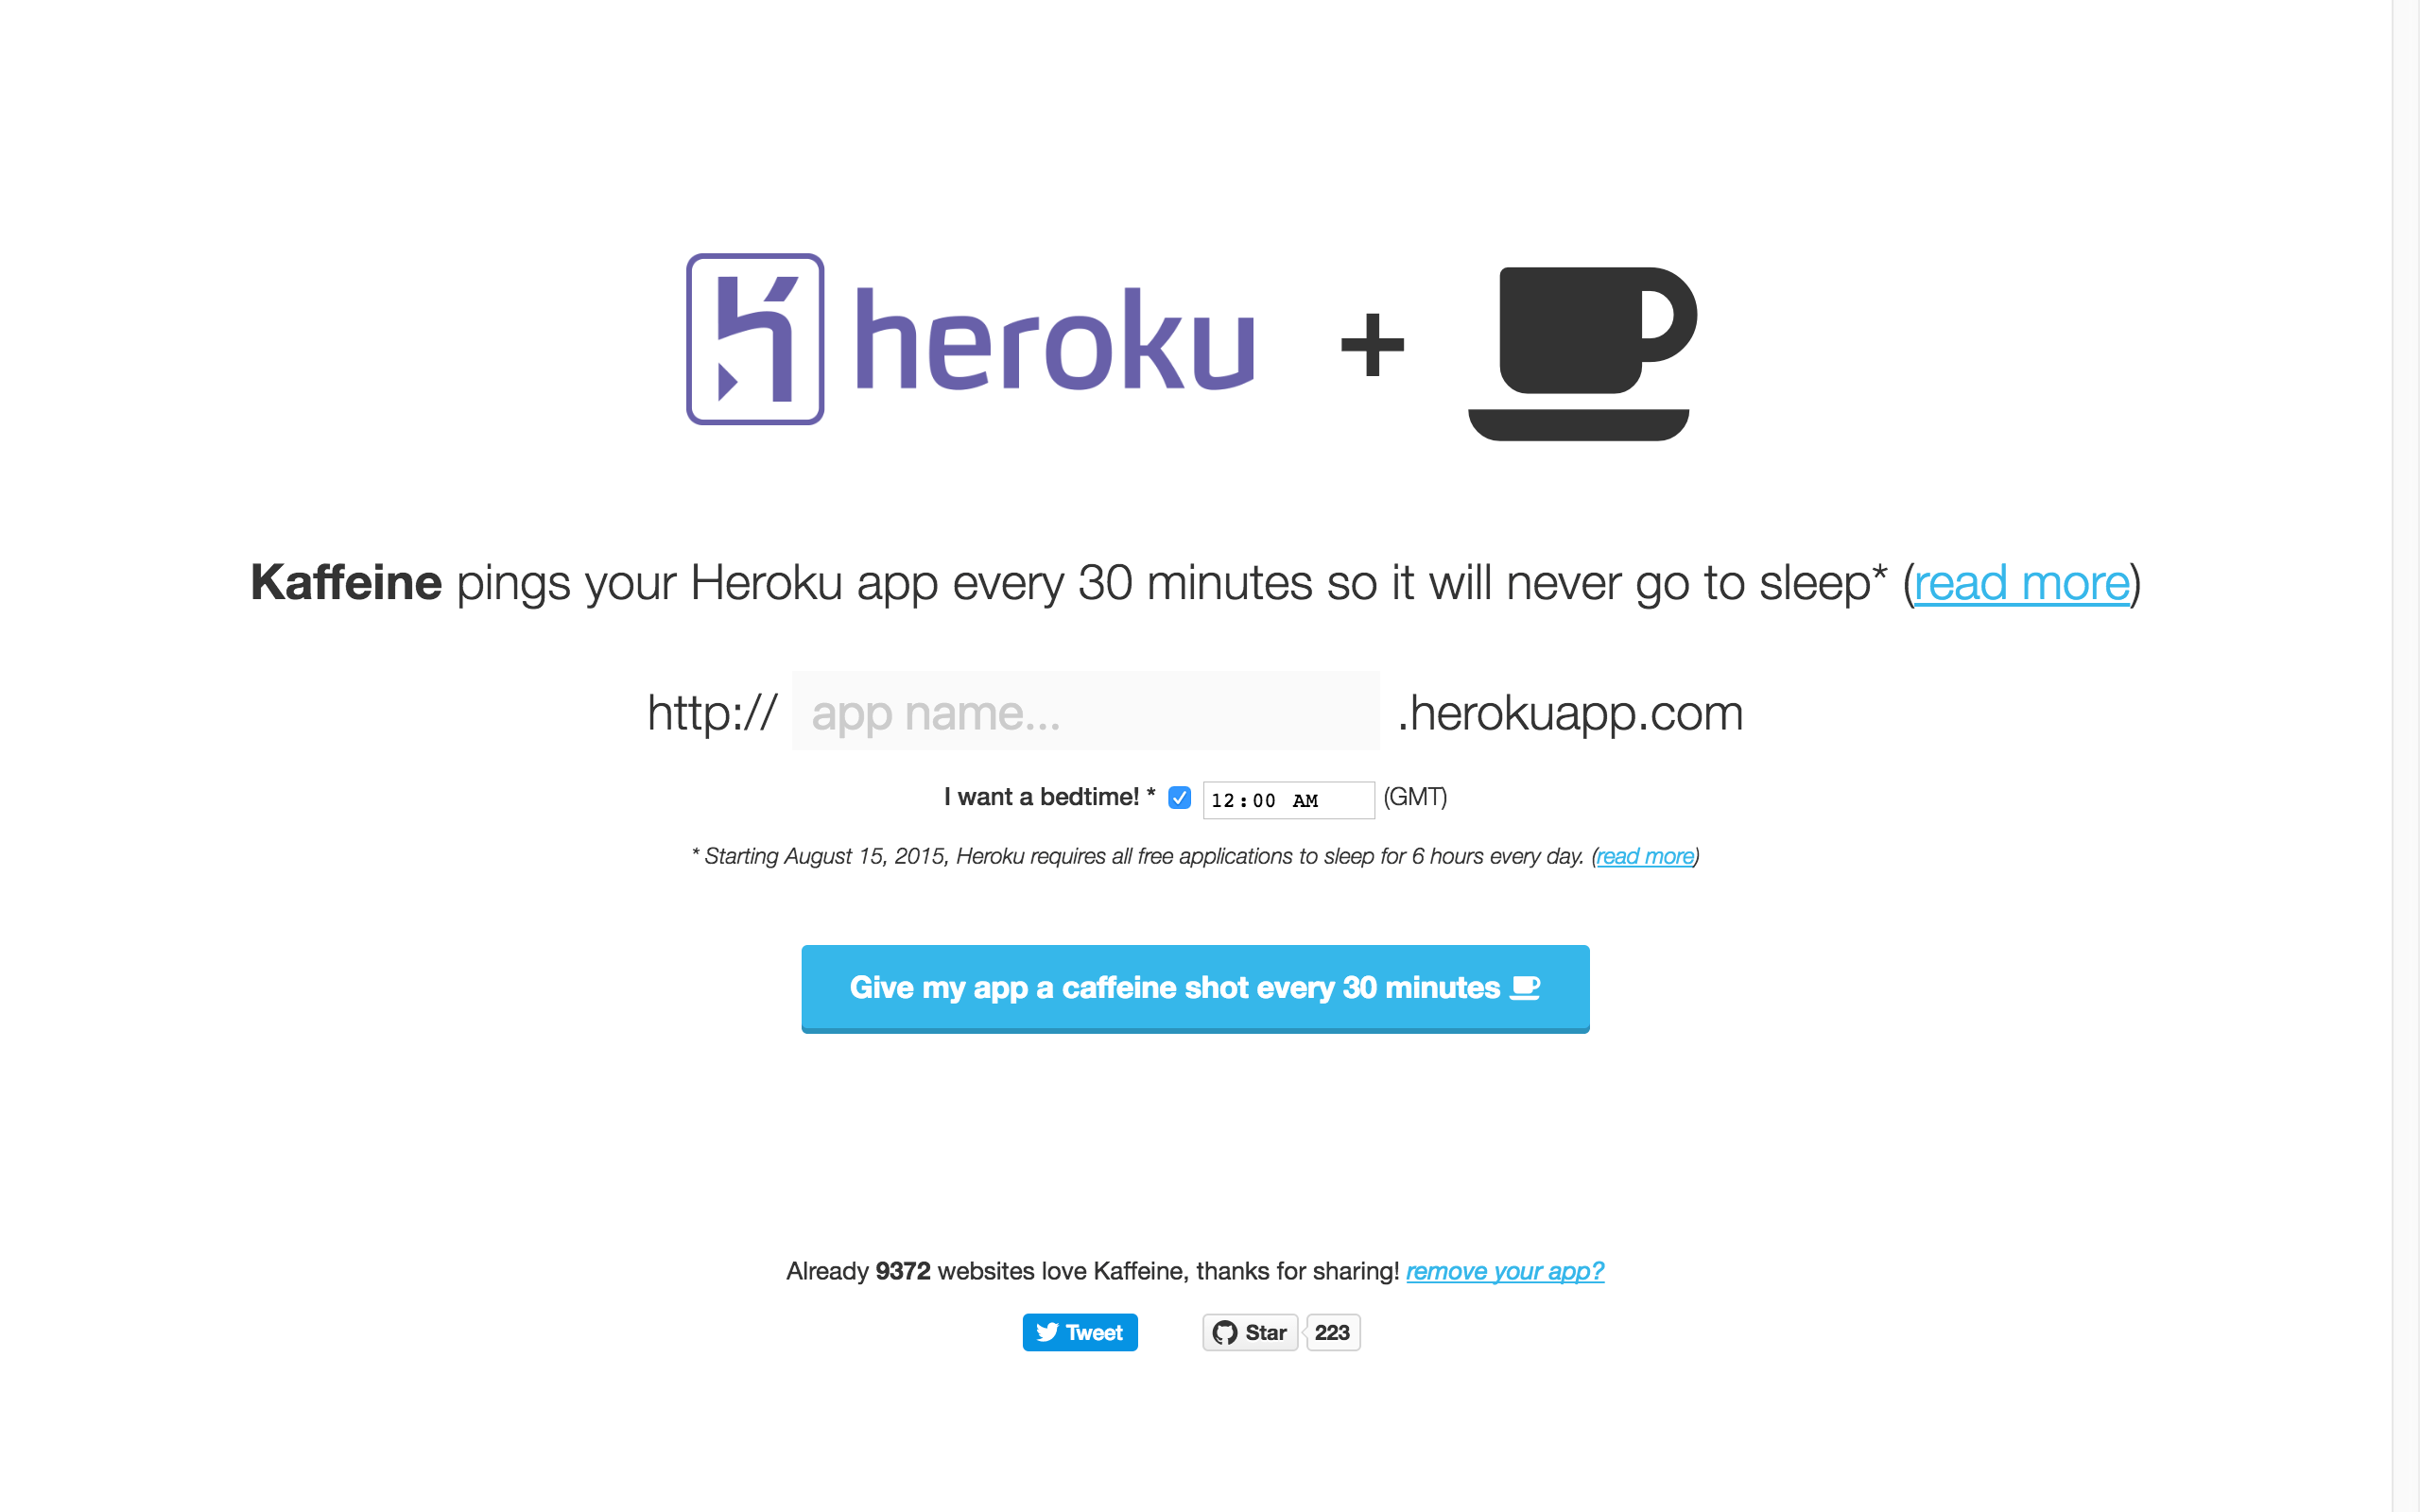 heroku +
Kaffeine pings your Heroku app every 30 minutes so it will never go to sleep* (read more)
http:// app name... .herokuapp.com
I want a bedtime! * 12:00 AM (GMT)
* Starting August 15, 2015, Heroku requires all free applications to sleep for 6 hours every day. (read more)
Give my app a caffeine shot every 30 minutes
Already 9372 websites love Kaffeine, thanks for sharing! remove your app?
Tweet Star 223